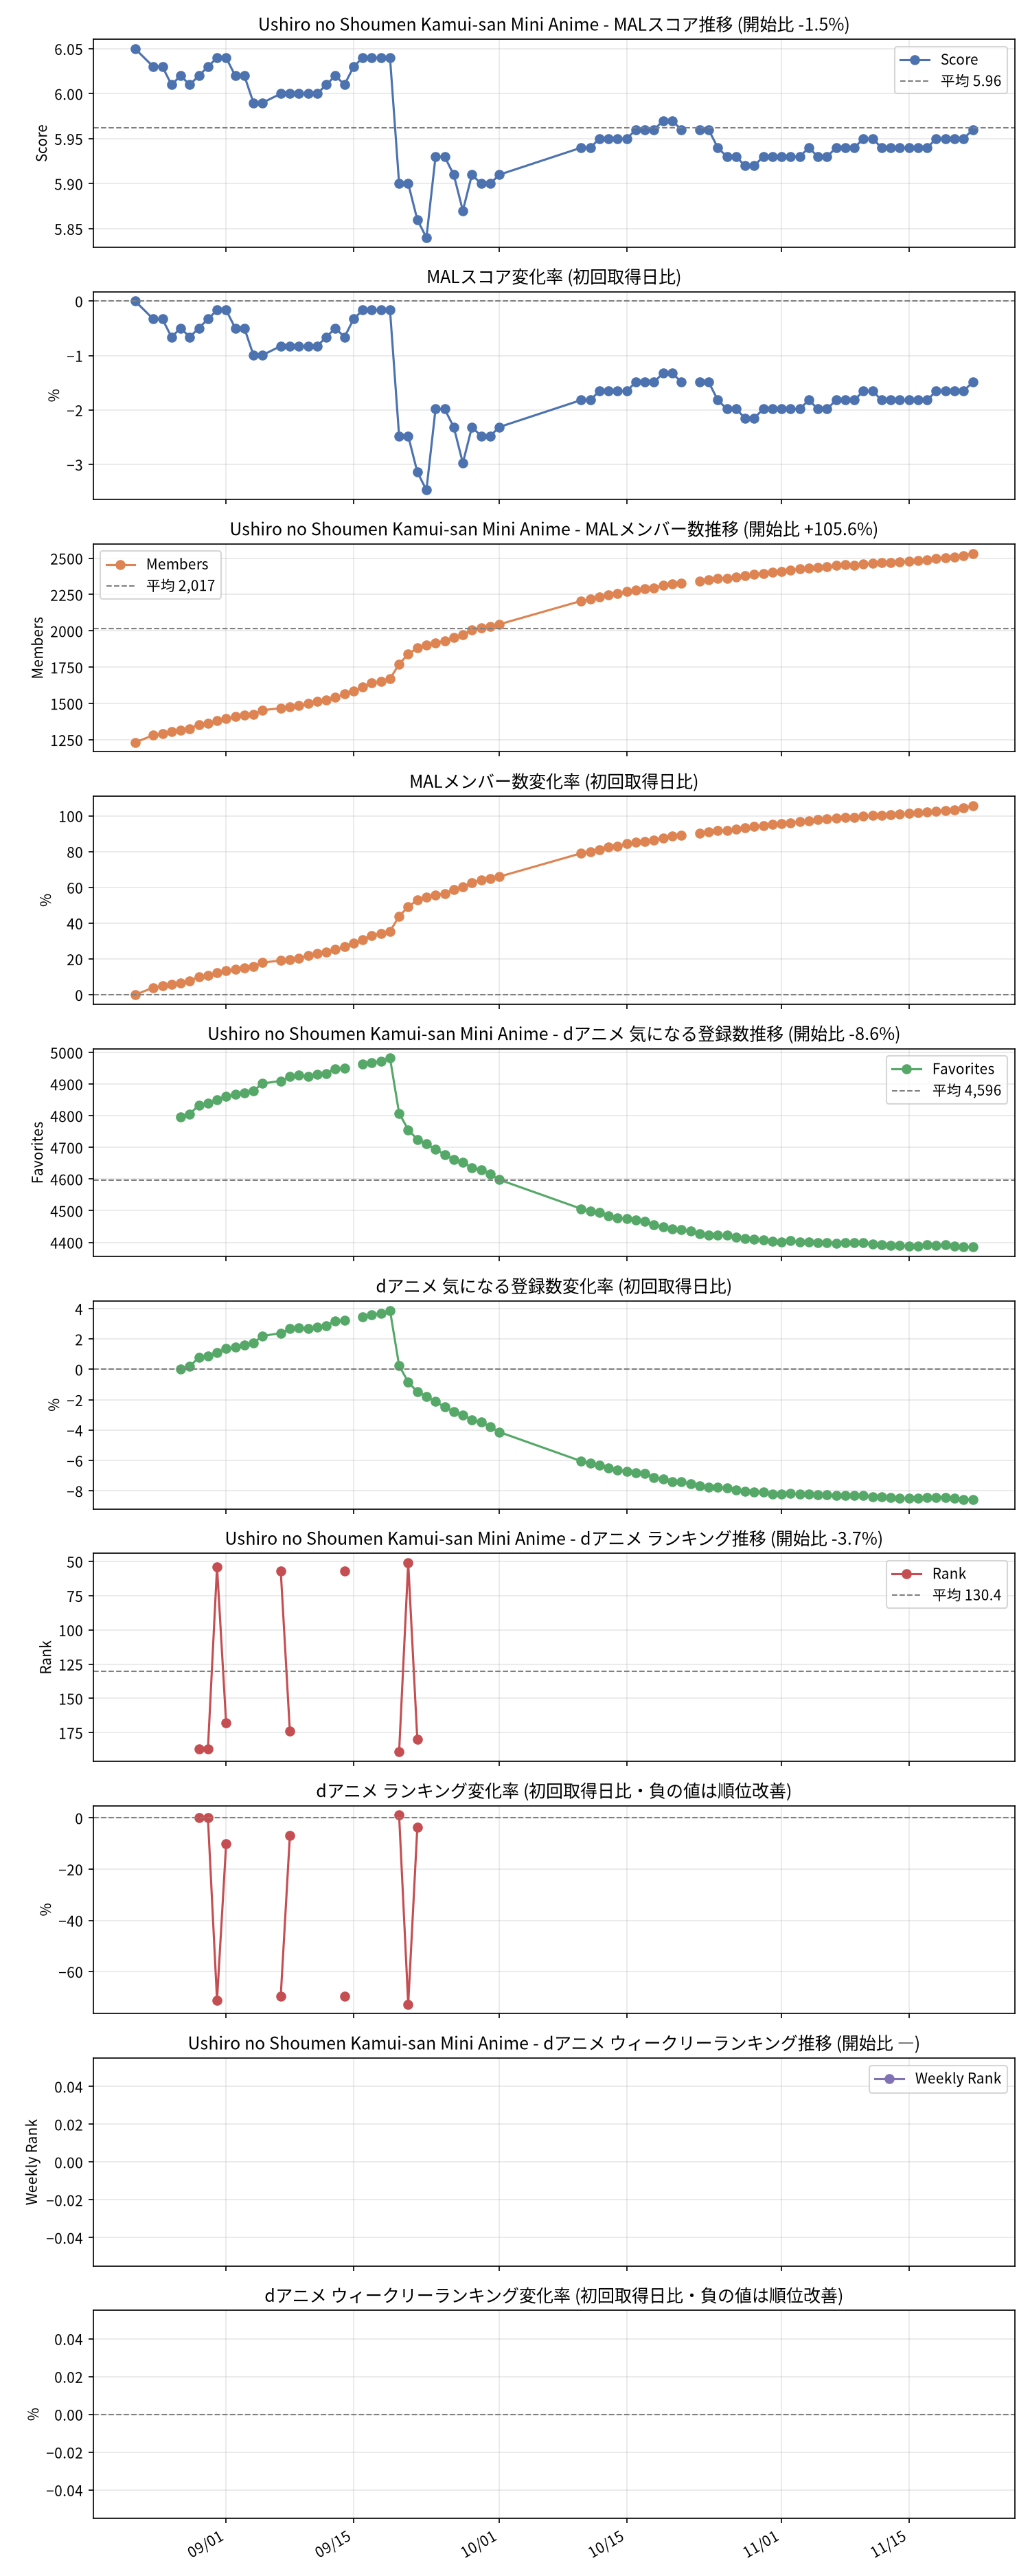 Ushiro no Shoumen Kamui-san Mini Anime - MALスコア推移 (開始比 -1.5%)
6.05
6.00
5.95
5.90
5.85
Score
Score
平均 5.96
MALスコア変化率 (初回取得日比)
0
−1
−2
−3
%
Ushiro no Shoumen Kamui-san Mini Anime - MALメンバー数推移 (開始比 +105.6%)
2500
2250
2000
1750
1500
1250
Members
Members
平均 2,017
MALメンバー数変化率 (初回取得日比)
100
80
60
40
20
0
%
Ushiro no Shoumen Kamui-san Mini Anime - dアニメ 気になる登録数推移 (開始比 -8.6%)
5000
4900
4800
4700
4600
4500
4400
Favorites
Favorites
平均 4,596
dアニメ 気になる登録数変化率 (初回取得日比)
4
2
0
−2
−4
−6
−8
%
Ushiro no Shoumen Kamui-san Mini Anime - dアニメ ランキング推移 (開始比 -3.7%)
50
75
100
125
150
175
Rank
Rank
平均 130.4
dアニメ ランキング変化率 (初回取得日比・負の値は順位改善)
0
−20
−40
−60
%
Ushiro no Shoumen Kamui-san Mini Anime - dアニメ ウィークリーランキング推移 (開始比 —)
0.04
0.02
0.00
−0.02
−0.04
Weekly Rank
Weekly Rank
dアニメ ウィークリーランキング変化率 (初回取得日比・負の値は順位改善)
0.04
0.02
0.00
−0.02
−0.04
%
09/01
09/15
10/01
10/15
11/01
11/15